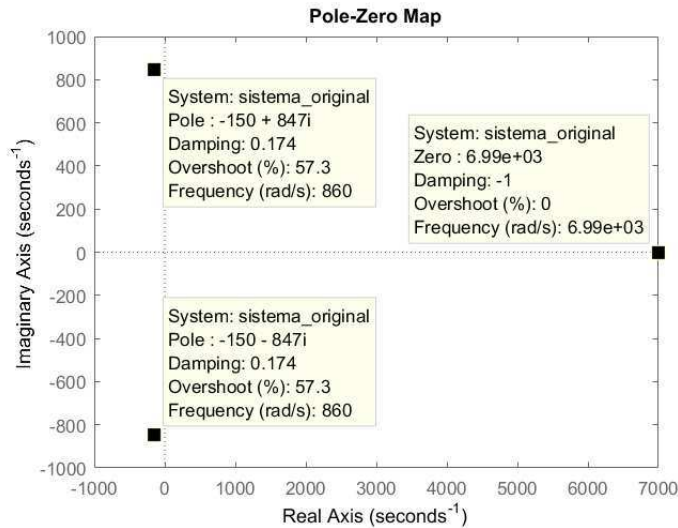 Pole-Zero Map
Imaginary Axis (seconds⁻¹)
1000
800
600
400
200
0
-200
-400
-600
-800
-1000
System: sistema_original
Pole : -150 + 847i
Damping: 0.174
Overshoot (%): 57.3
Frequency (rad/s): 860
System: sistema_original
Zero : 6.99e+03
Damping: -1
Overshoot (%): 0
Frequency (rad/s): 6.99e+03
System: sistema_original
Pole : -150 - 847i
Damping: 0.174
Overshoot (%): 57.3
Frequency (rad/s): 860
-1000 0 1000 2000 3000 4000 5000 6000 7000
Real Axis (seconds⁻¹)